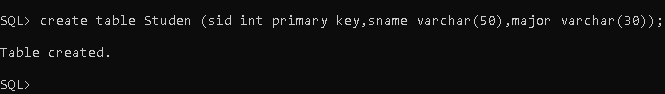 SQL> create table Studen (sid int primary key,sname varchar(50),major varchar(30));
Table created.
SQL>